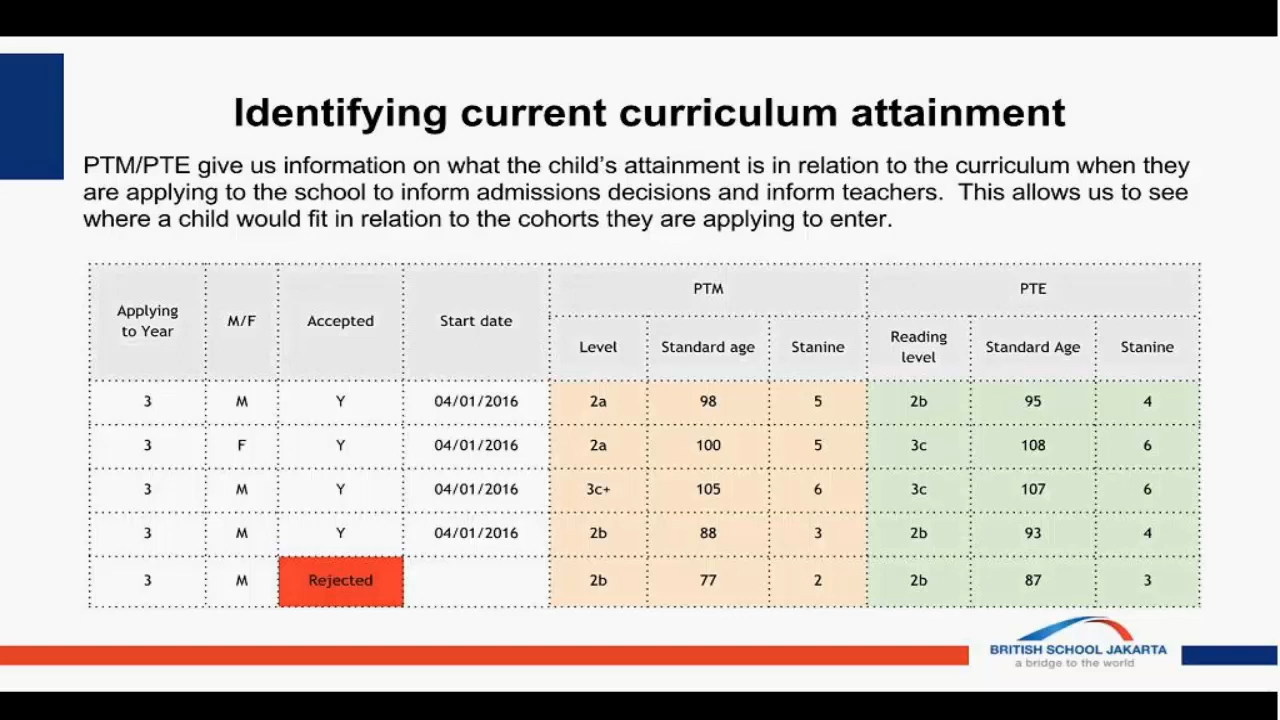 Identifying current curriculum attainment
PTM/PTE give us information on what the child's attainment is in relation to the curriculum when they
are applying to the school to inform admissions decisions and inform teachers.  This allows us to see
where a child would fit in relation to the cohorts they are applying to enter.
Applying to Year M/F Accepted Start date PTM PTE
Level Standard age Stanine Reading level Standard Age Stanine
3 M Y 04/01/2016 2a 98 5 2b 95 4
3 F Y 04/01/2016 2a 100 5 3c 108 6
3 M Y 04/01/2016 3c+ 105 6 3c 107 6
3 M Y 04/01/2016 2b 88 3 2b 93 4
3 M Rejected 2b 77 2 2b 87 3
BRITISH SCHOOL JAKARTA
a bridge to the world